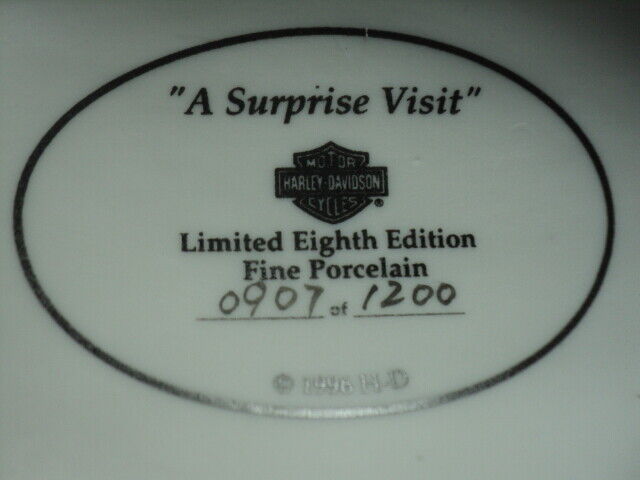 "A Surprise Visit"
MOTOR
HARLEY-DAVIDSON
CYCLES ®
Limited Eighth Edition
Fine Porcelain
0907 of 1200
© 1996 H-D